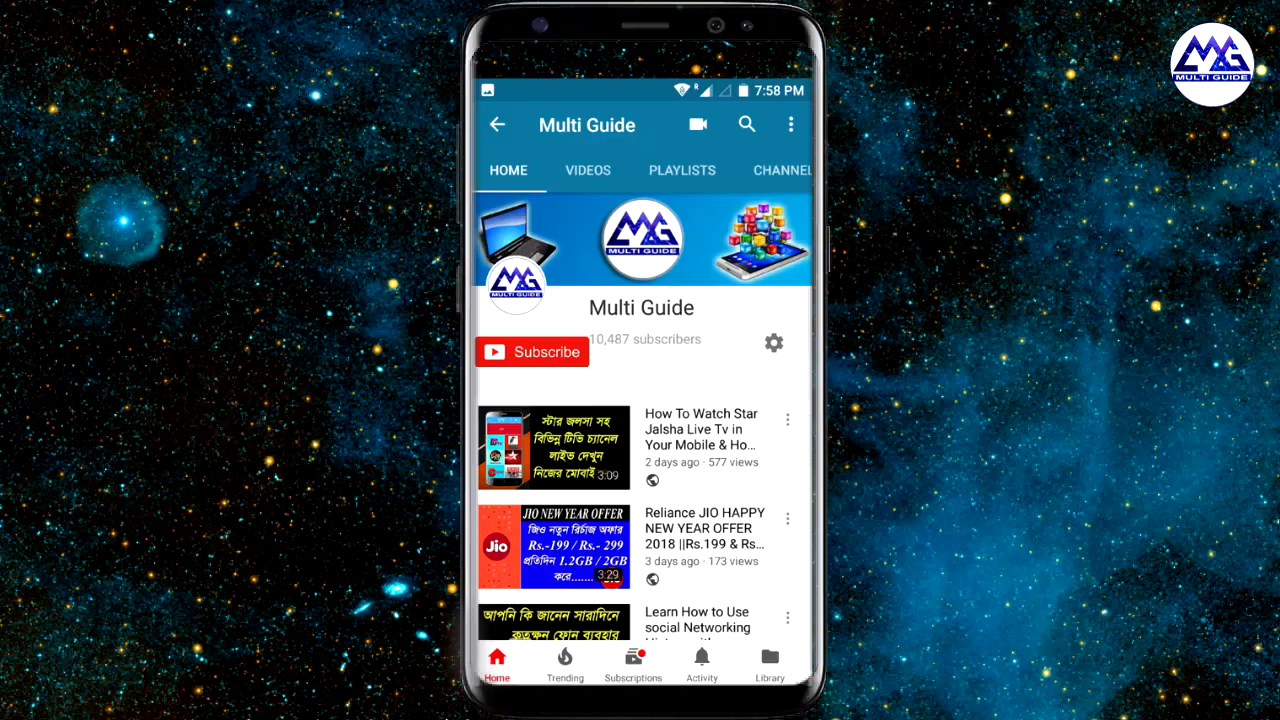 MULTI GUIDE
R 7:58 PM
Multi Guide
HOME VIDEOS PLAYLISTS CHANNEL
MULTI GUIDE
MULTI GUIDE
Multi Guide
10,487 subscribers
Subscribe
স্টার জলসা সহ
বিভিন্ন টিভি চ্যানেল
লাইভ দেখুন
নিজের মোবাই
3:09
How To Watch Star
Jalsha Live Tv in
Your Mobile & Ho...
2 days ago · 577 views
JIO NEW YEAR OFFER
Jio
জিও নতুন রির্চাজ অফার
Rs.-199 / Rs.- 299
প্রতিদিন 1.2GB / 2GB
করে.......
3:29
Reliance JIO HAPPY
NEW YEAR OFFER
2018 ||Rs.199 & Rs...
3 days ago · 173 views
আপনি কি জানেন সারাদিনে
কতক্ষন ফোন ব্যবহার
Learn How to Use
social Networking
Home Trending Subscriptions Activity Library